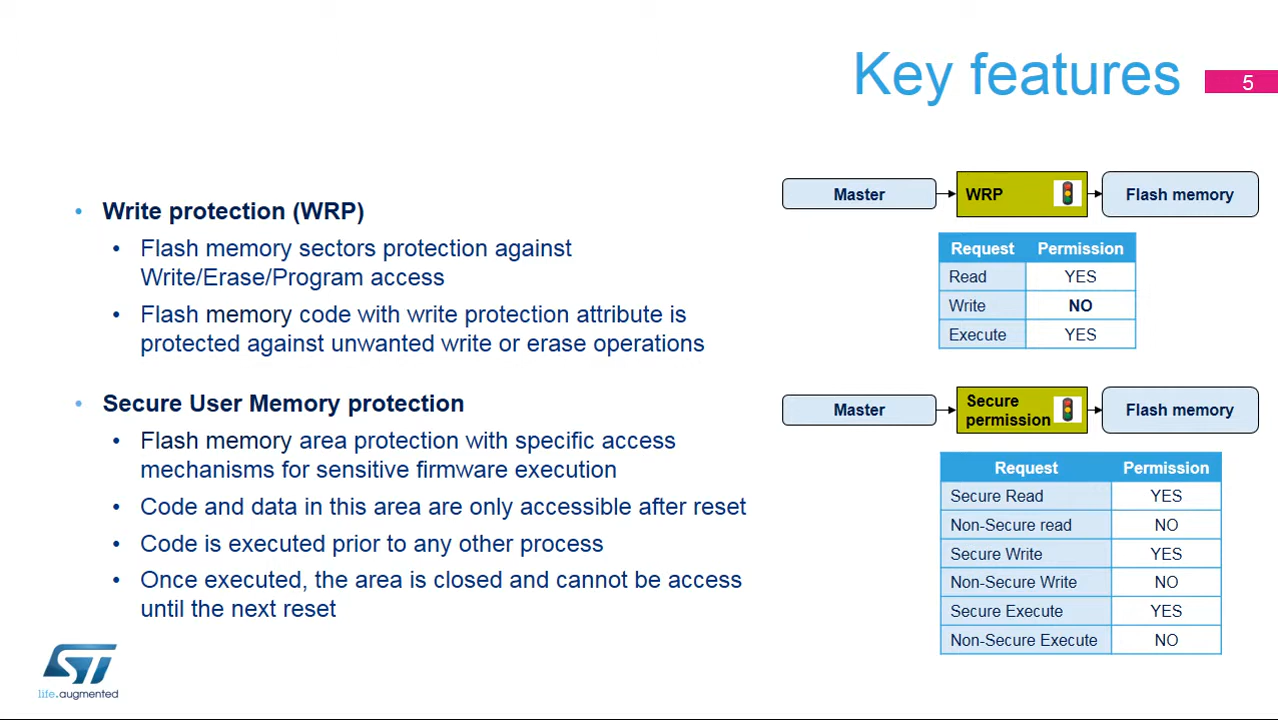 Key features
5
• Write protection (WRP)
• Flash memory sectors protection against
Write/Erase/Program access
• Flash memory code with write protection attribute is
protected against unwanted write or erase operations
• Secure User Memory protection
• Flash memory area protection with specific access
mechanisms for sensitive firmware execution
• Code and data in this area are only accessible after reset
• Code is executed prior to any other process
• Once executed, the area is closed and cannot be access
until the next reset
Master
WRP
Flash memory
Request Permission
Read YES
Write NO
Execute YES
Master
Secure
permission
Flash memory
Request Permission
Secure Read YES
Non-Secure read NO
Secure Write YES
Non-Secure Write NO
Secure Execute YES
Non-Secure Execute NO
ST
life.augmented